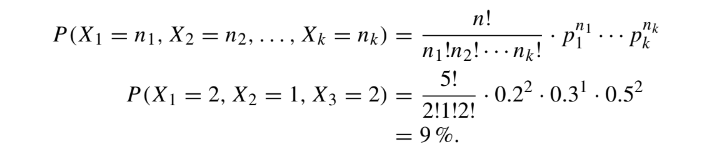 P(X₁ = n₁, X₂ = n₂, . . . , Xₖ = nₖ) = n! / (n₁!n₂! · · · nₖ!) · p₁^{n₁} · · · pₖ^{nₖ}
P(X₁ = 2, X₂ = 1, X₃ = 2) = 5! / (2!1!2!) · 0.2² · 0.3¹ · 0.5²
= 9 %.